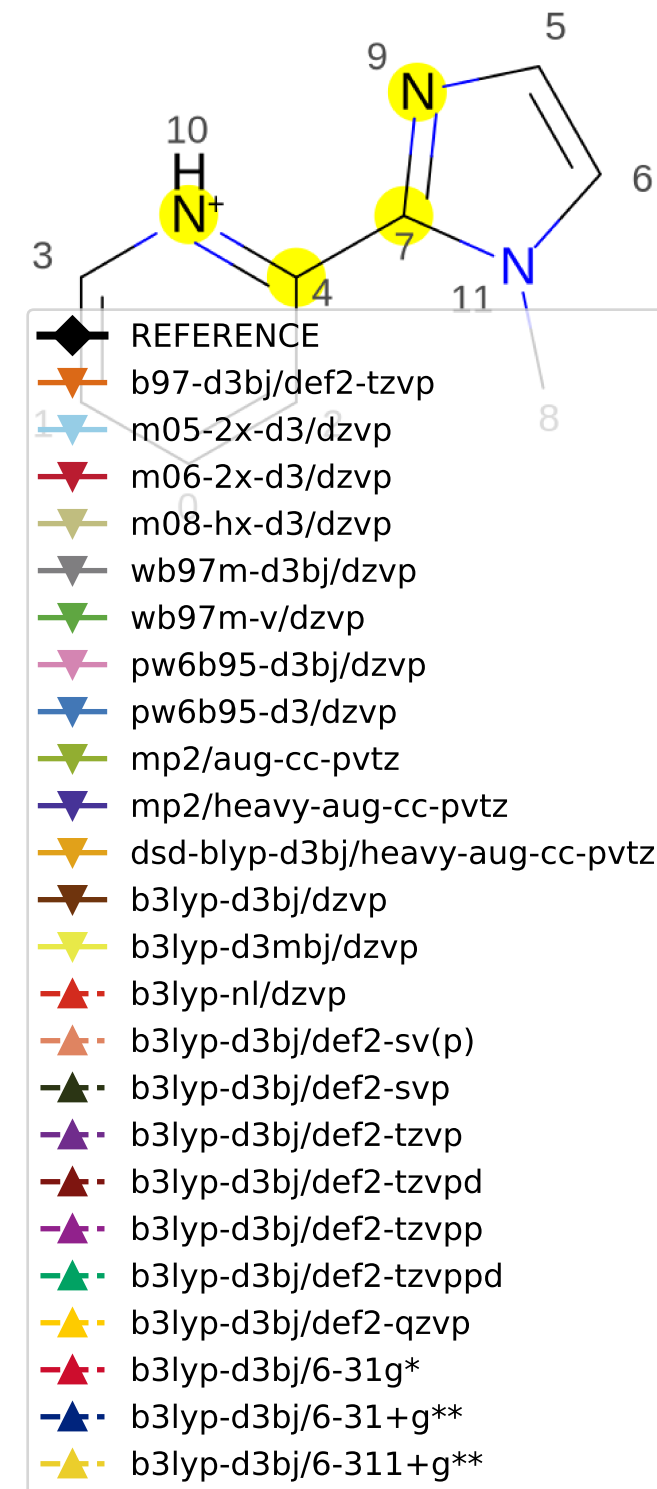 5
9
N
10
H
N+
6
3
7
N
4
11
REFERENCE
b97-d3bj/def2-tzvp
1
2
m05-2x-d3/dzvp
8
m06-2x-d3/dzvp
0
m08-hx-d3/dzvp
wb97m-d3bj/dzvp
wb97m-v/dzvp
pw6b95-d3bj/dzvp
pw6b95-d3/dzvp
mp2/aug-cc-pvtz
mp2/heavy-aug-cc-pvtz
dsd-blyp-d3bj/heavy-aug-cc-pvtz
b3lyp-d3bj/dzvp
b3lyp-d3mbj/dzvp
b3lyp-nl/dzvp
b3lyp-d3bj/def2-sv(p)
b3lyp-d3bj/def2-svp
b3lyp-d3bj/def2-tzvp
b3lyp-d3bj/def2-tzvpd
b3lyp-d3bj/def2-tzvpp
b3lyp-d3bj/def2-tzvppd
b3lyp-d3bj/def2-qzvp
b3lyp-d3bj/6-31g*
b3lyp-d3bj/6-31+g**
b3lyp-d3bj/6-311+g**